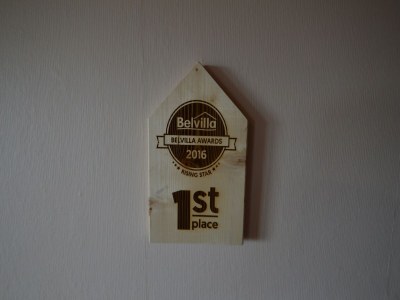 Belvilla
BELVILLA AWARDS
2016
RISING STAR
1st
place